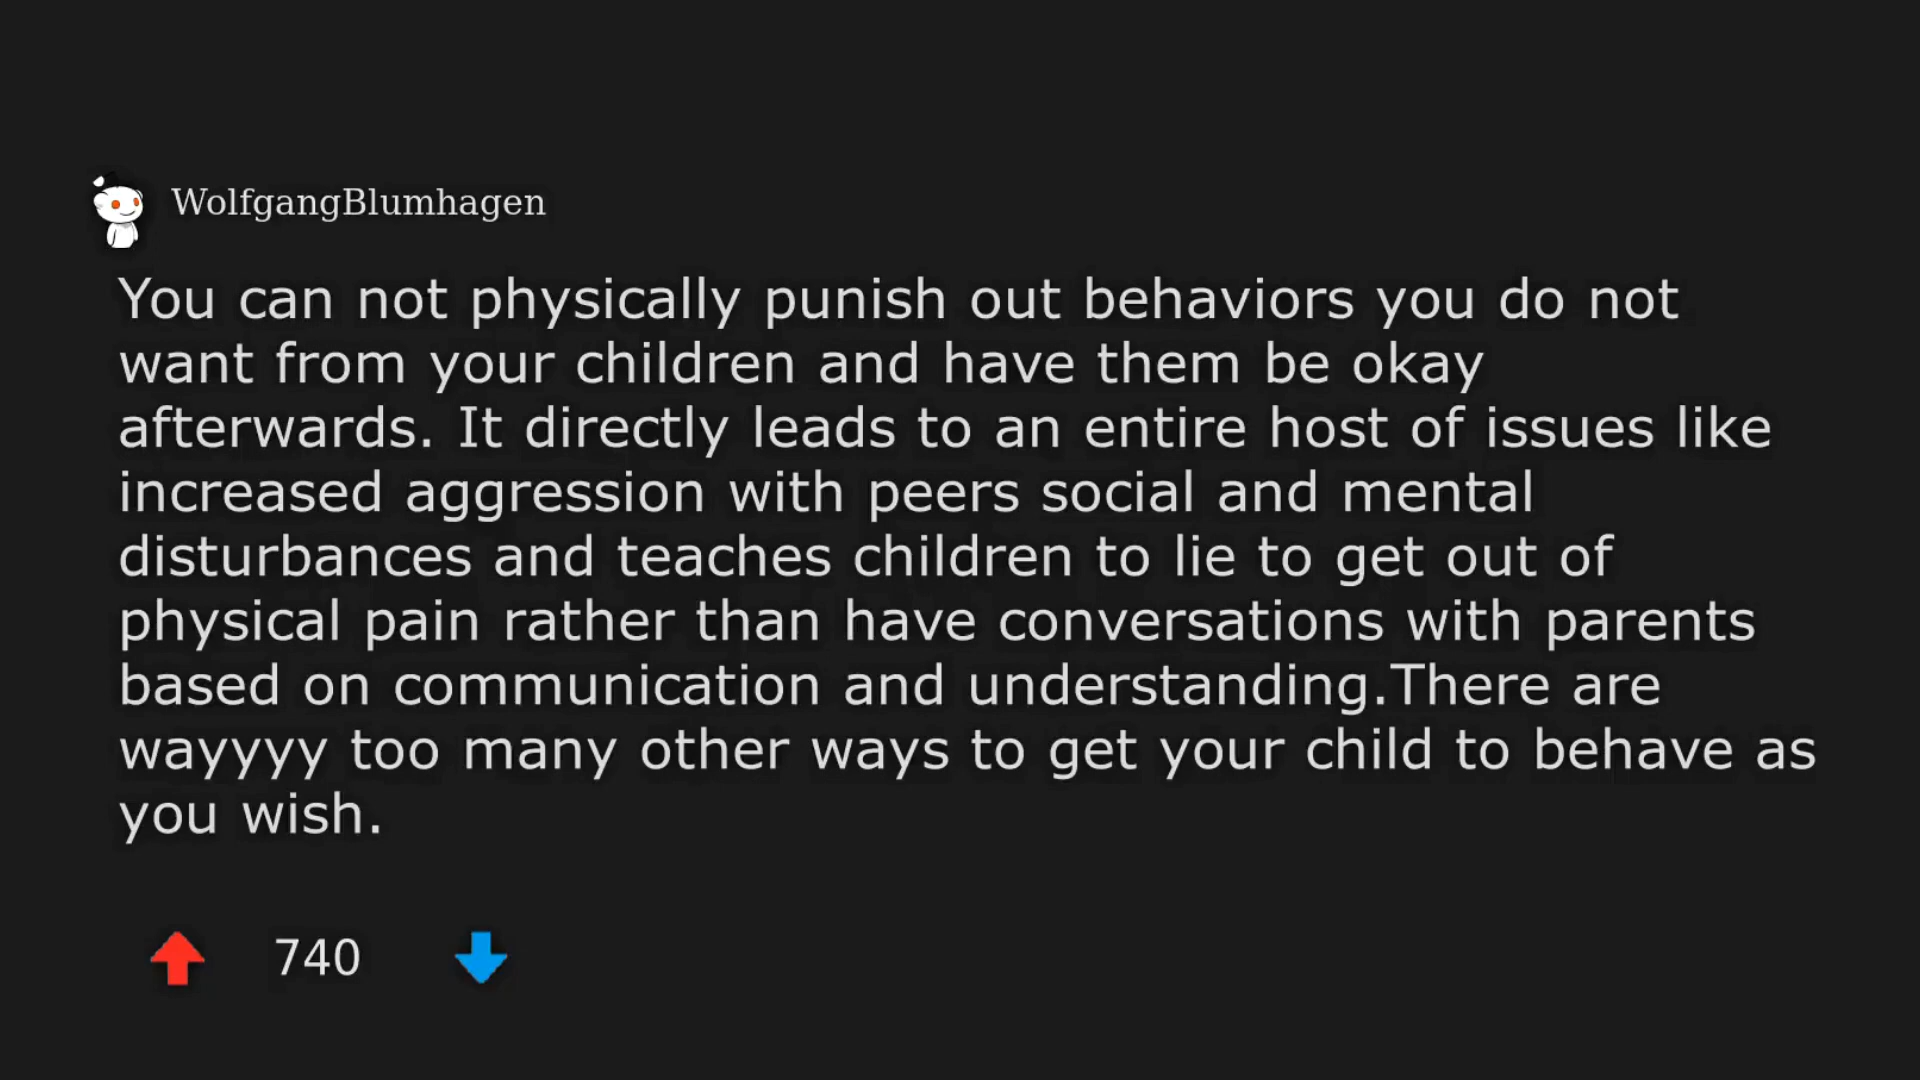 WolfgangBlumhagen
You can not physically punish out behaviors you do not
want from your children and have them be okay
afterwards. It directly leads to an entire host of issues like
increased aggression with peers social and mental
disturbances and teaches children to lie to get out of
physical pain rather than have conversations with parents
based on communication and understanding.There are
wayyyy too many other ways to get your child to behave as
you wish.
740